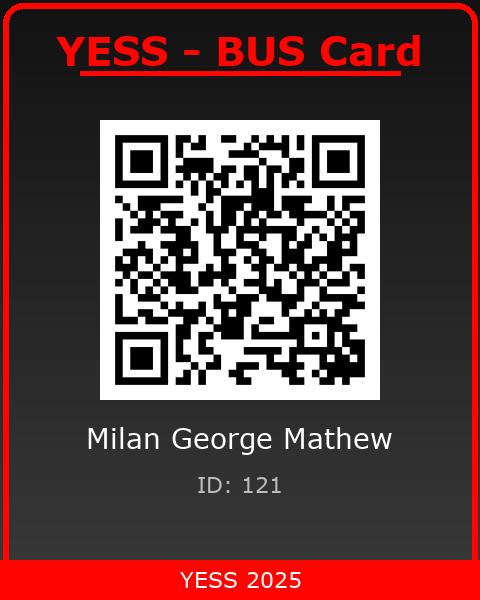 YESS - BUS Card
Milan George Mathew
ID: 121
YESS 2025